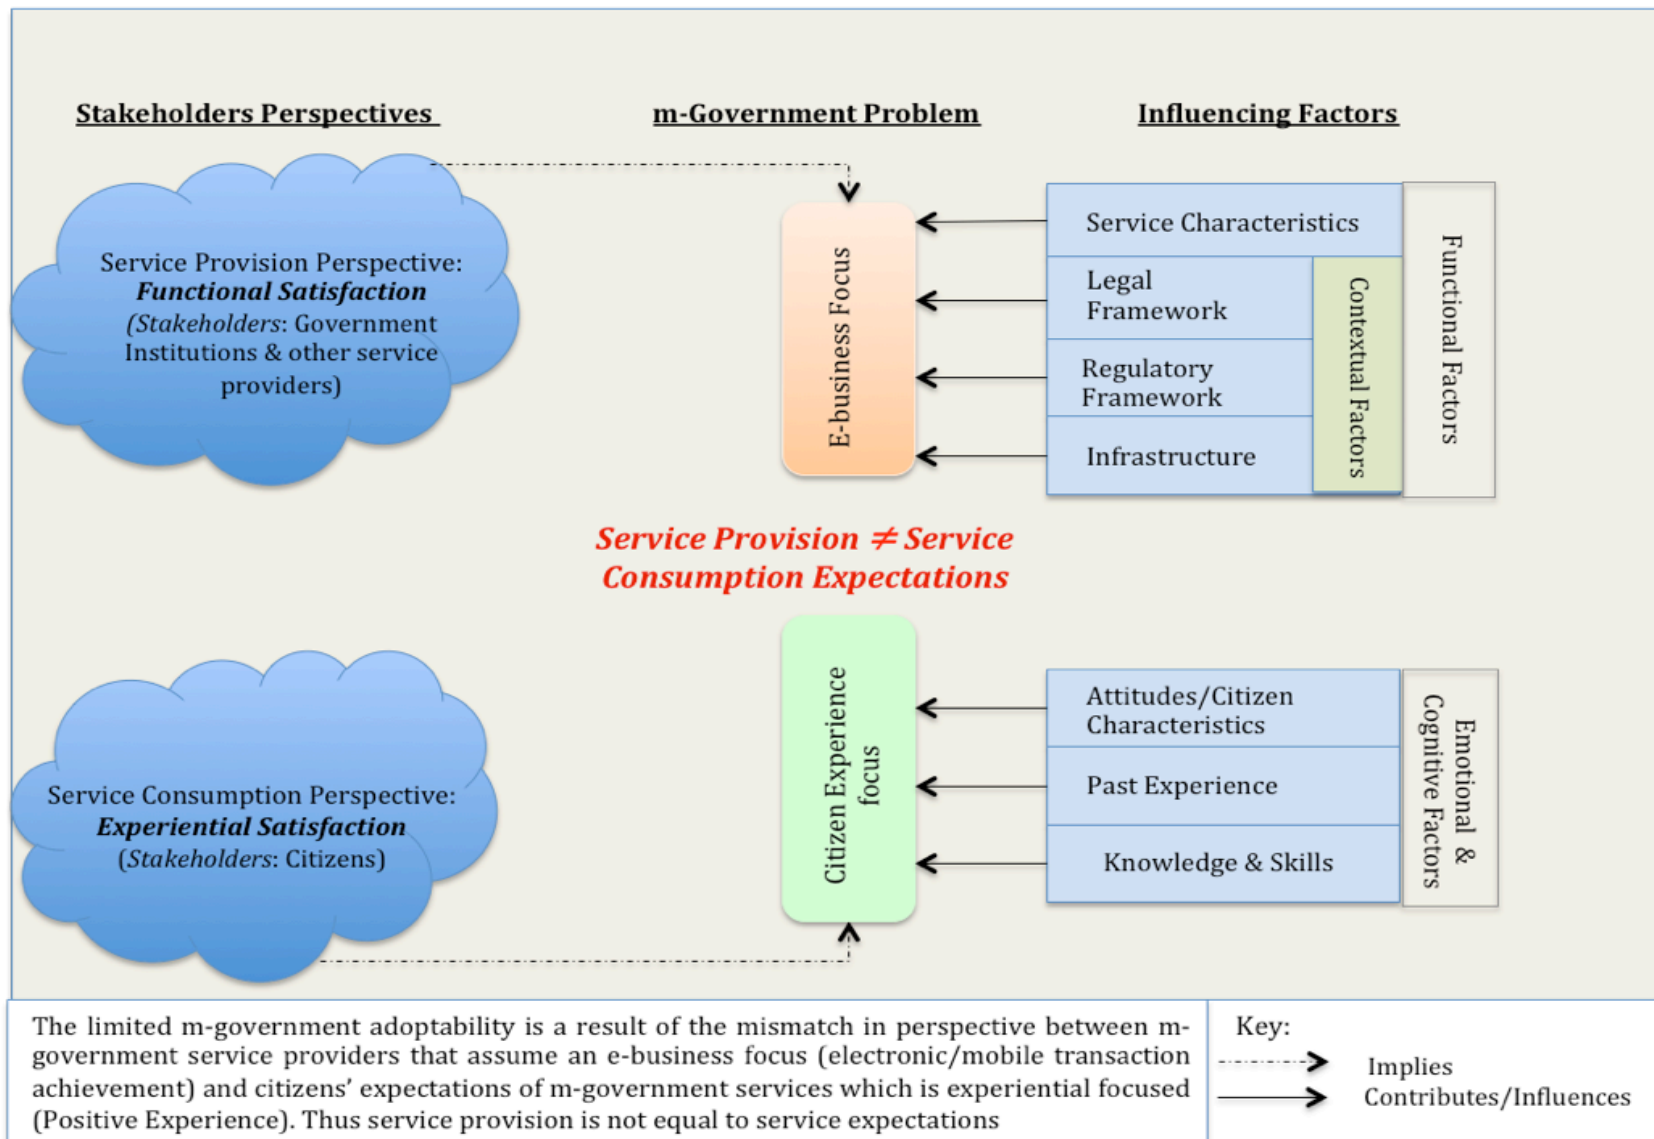 Stakeholders Perspectives
m-Government Problem
Influencing Factors
Service Provision Perspective:
Functional Satisfaction
(Stakeholders: Government
Institutions & other service
providers)
E-business Focus
Service Characteristics
Legal
Framework
Regulatory
Framework
Infrastructure
Contextual Factors
Functional Factors
Service Provision ≠ Service
Consumption Expectations
Service Consumption Perspective:
Experiential Satisfaction
(Stakeholders: Citizens)
Citizen Experience
focus
Attitudes/Citizen
Characteristics
Past Experience
Knowledge & Skills
Emotional &
Cognitive Factors
The limited m-government adoptability is a result of the mismatch in perspective between m-
government service providers that assume an e-business focus (electronic/mobile transaction
achievement) and citizens’ expectations of m-government services which is experiential focused
(Positive Experience). Thus service provision is not equal to service expectations
Key:
Implies
Contributes/Influences